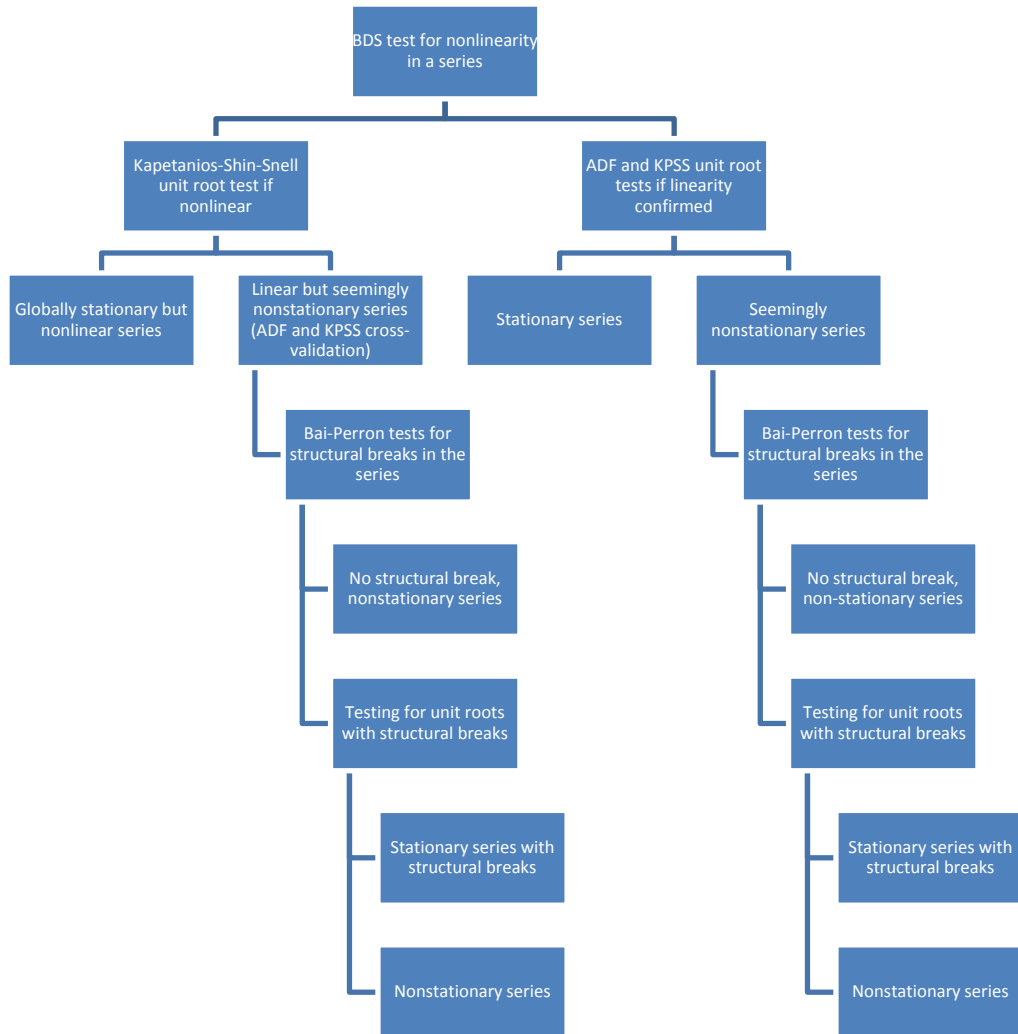 BDS test for nonlinearity
in a series
Kapetanios-Shin-Snell
unit root test if
nonlinear
ADF and KPSS unit root
tests if linearity
confirmed
Globally stationary but
nonlinear series
Linear but seemingly
nonstationary series
(ADF and KPSS cross-
validation)
Stationary series
Seemingly
nonstationary series
Bai-Perron tests for
structural breaks in the
series
Bai-Perron tests for
structural breaks in the
series
No structural break,
nonstationary series
No structural break,
non-stationary series
Testing for unit roots
with structural breaks
Testing for unit roots
with structural breaks
Stationary series with
structural breaks
Stationary series with
structural breaks
Nonstationary series
Nonstationary series